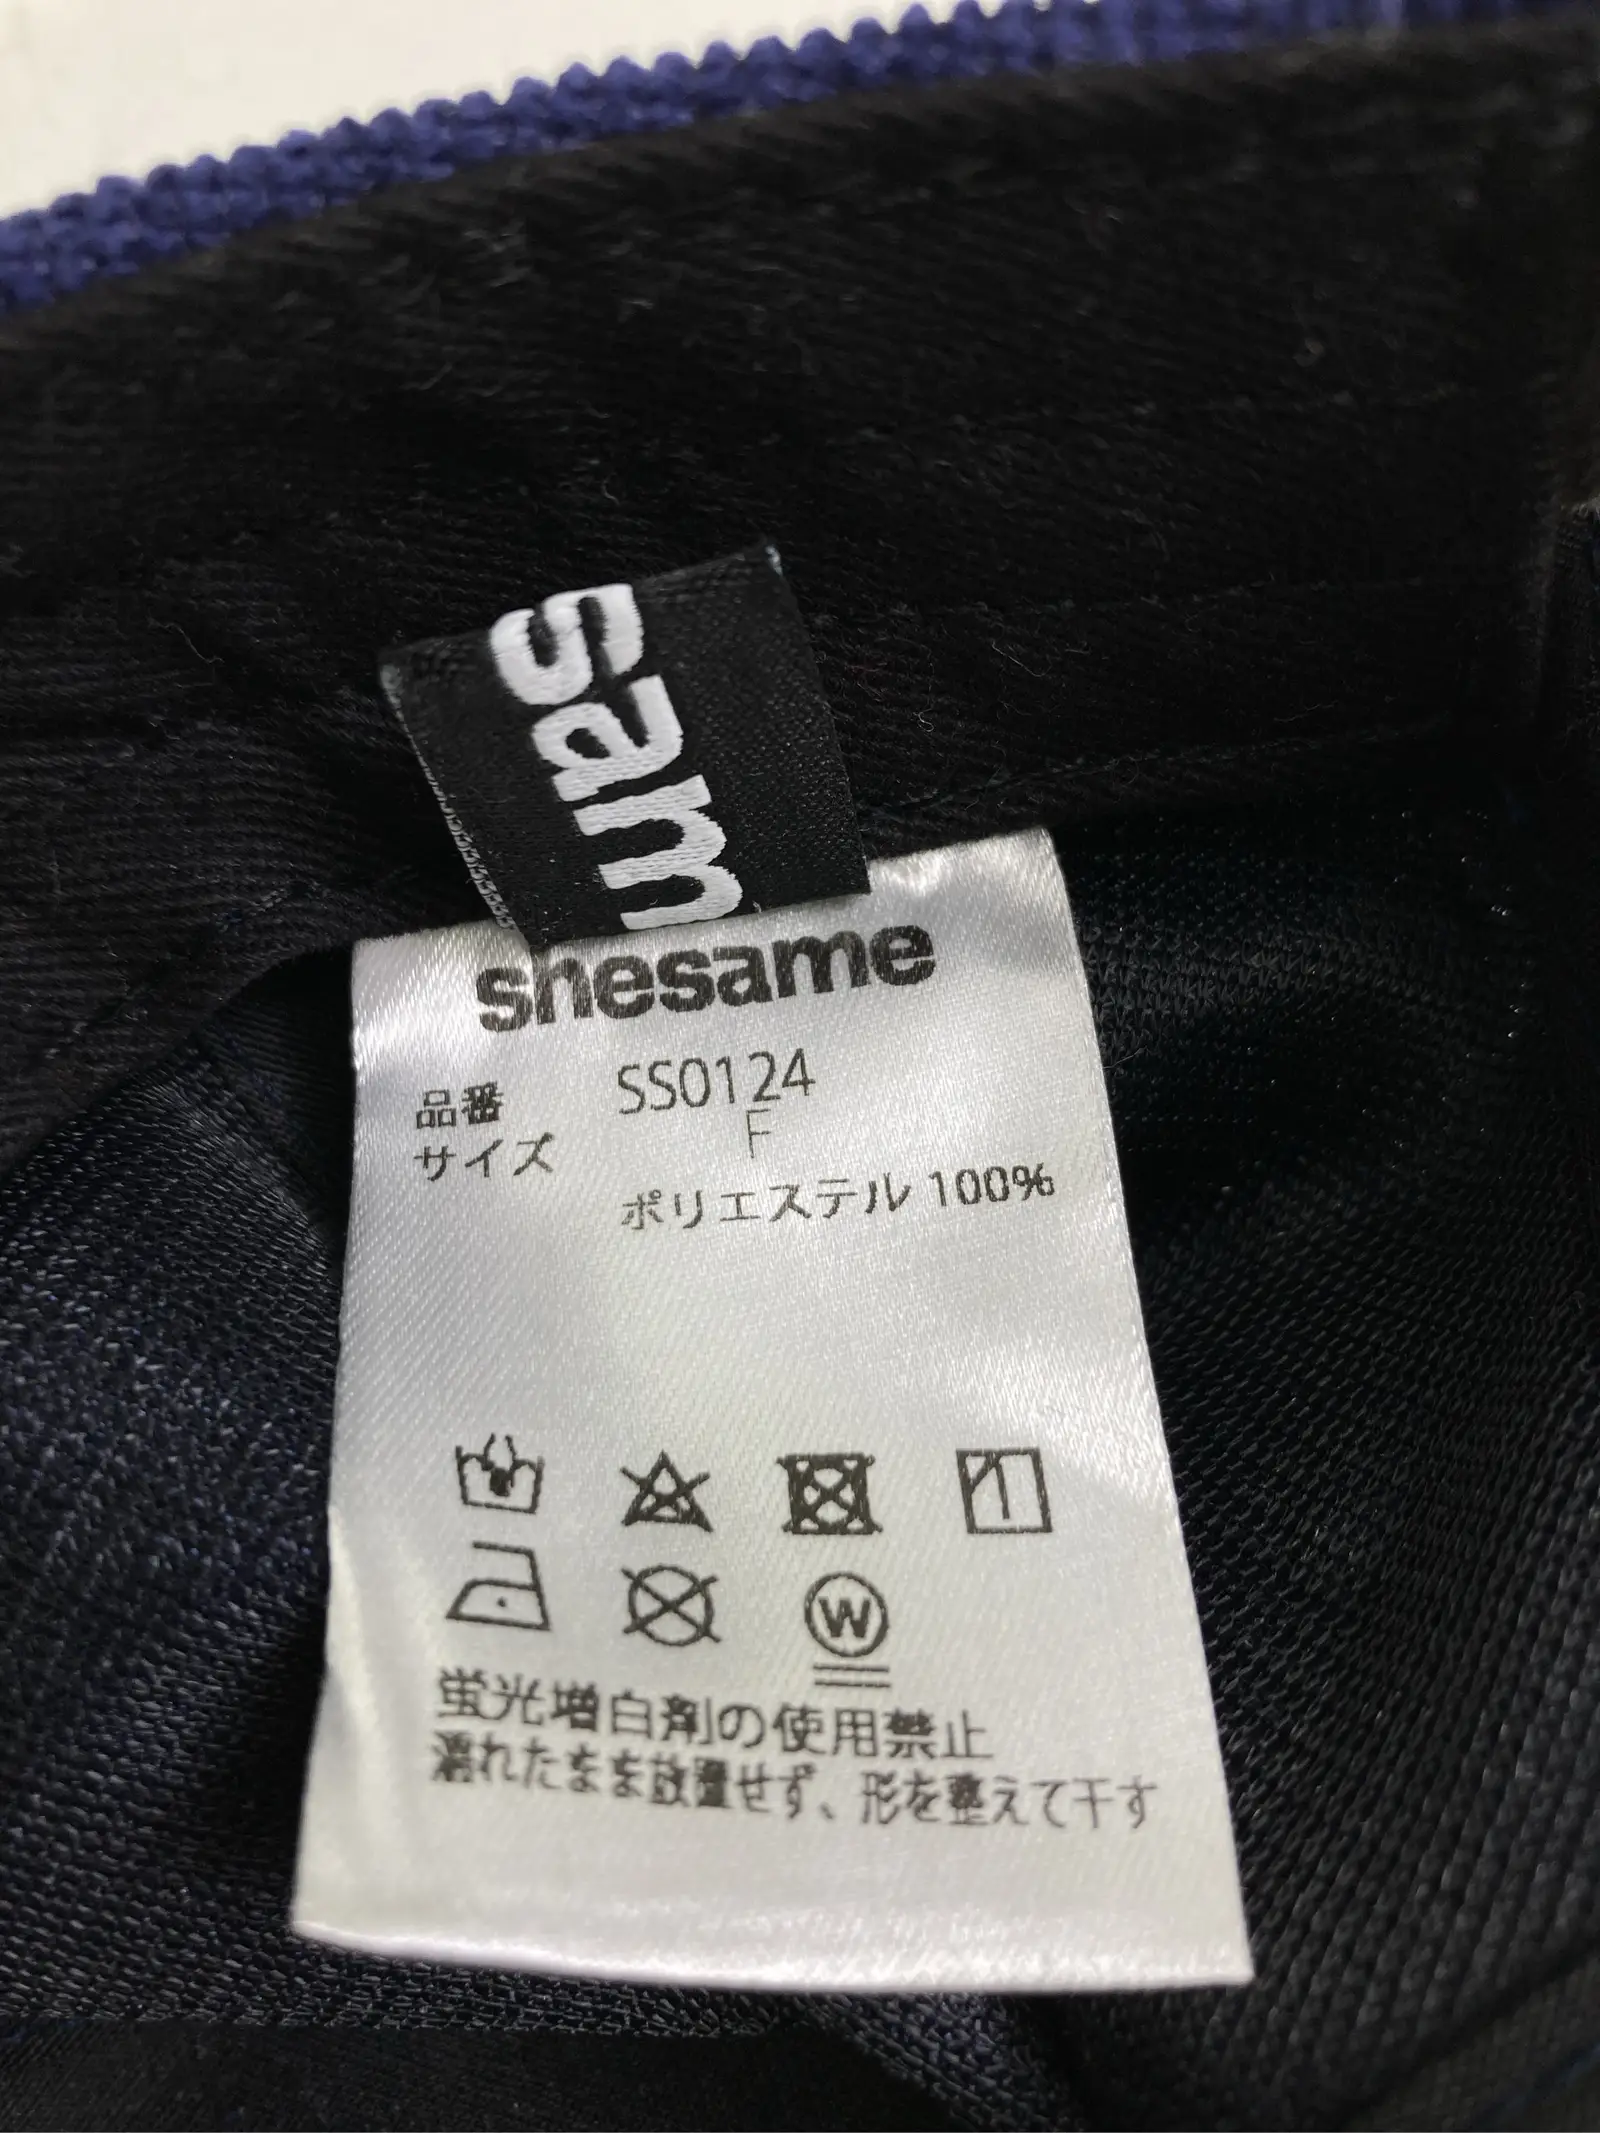 sam
shesame
品番 SS0124
サイズ F
ポリエステル 100%
W
蛍光増白剤の使用禁止
濡れたまま放置せず、形を整えて干す